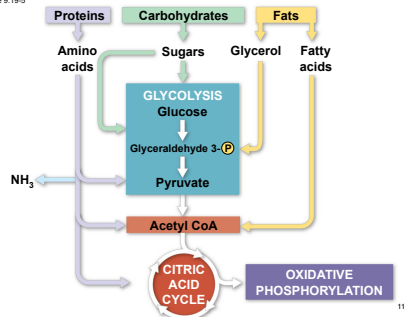 Proteins
Carbohydrates
Fats
Amino
acids
Sugars
Glycerol
Fatty
acids
GLYCOLYSIS
Glucose
Glyceraldehyde 3- P
NH3
Pyruvate
Acetyl CoA
CITRIC
ACID
CYCLE
OXIDATIVE
PHOSPHORYLATION
11